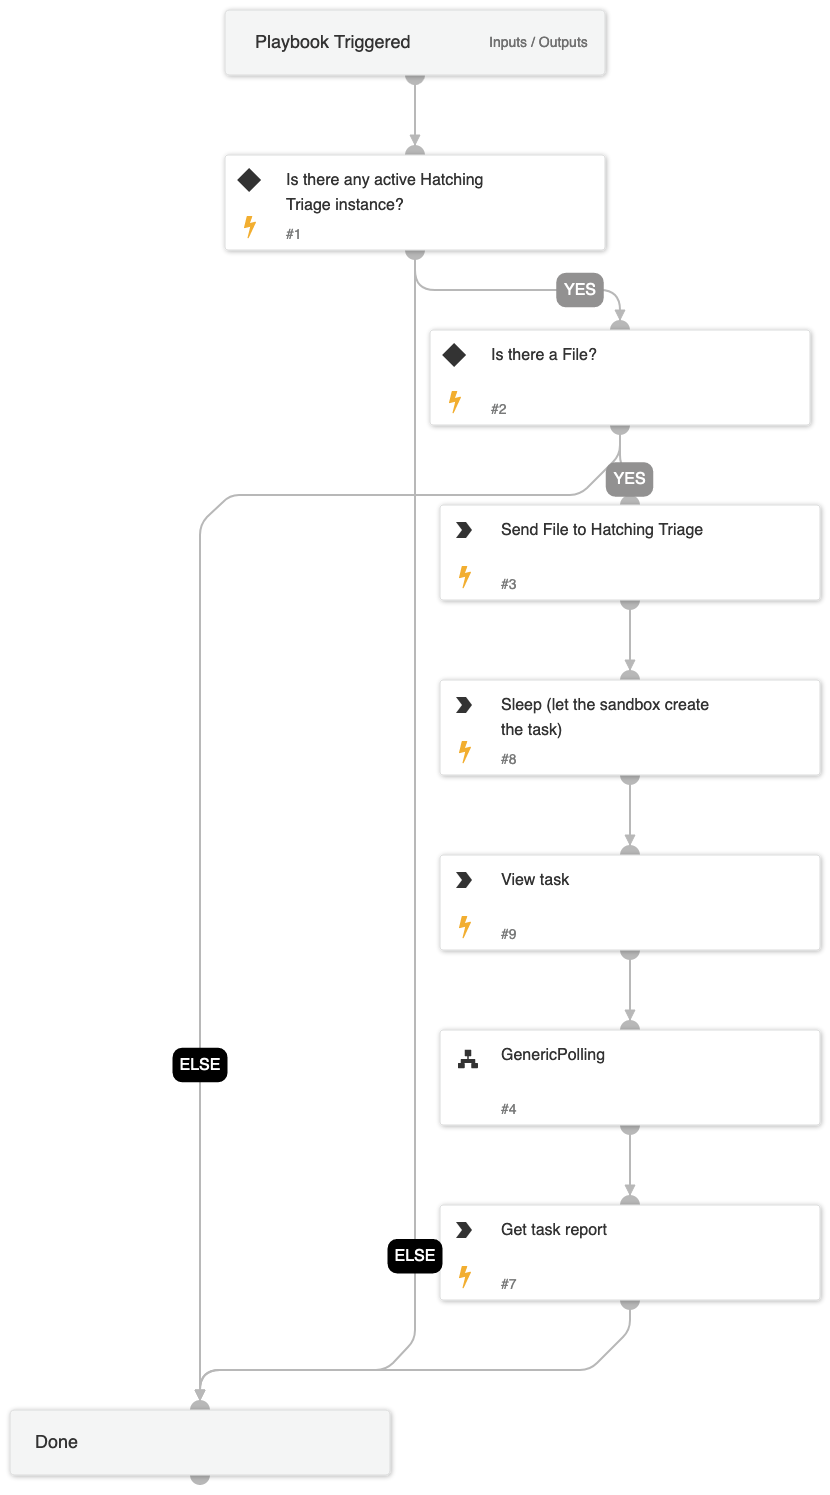 Playbook Triggered Inputs / Outputs
Is there any active Hatching
Triage instance?
#1
YES
Is there a File?
#2
YES
Send File to Hatching Triage
#3
Sleep (let the sandbox create
the task)
#8
View task
#9
GenericPolling
#4
ELSE
Get task report
#7
ELSE
Done